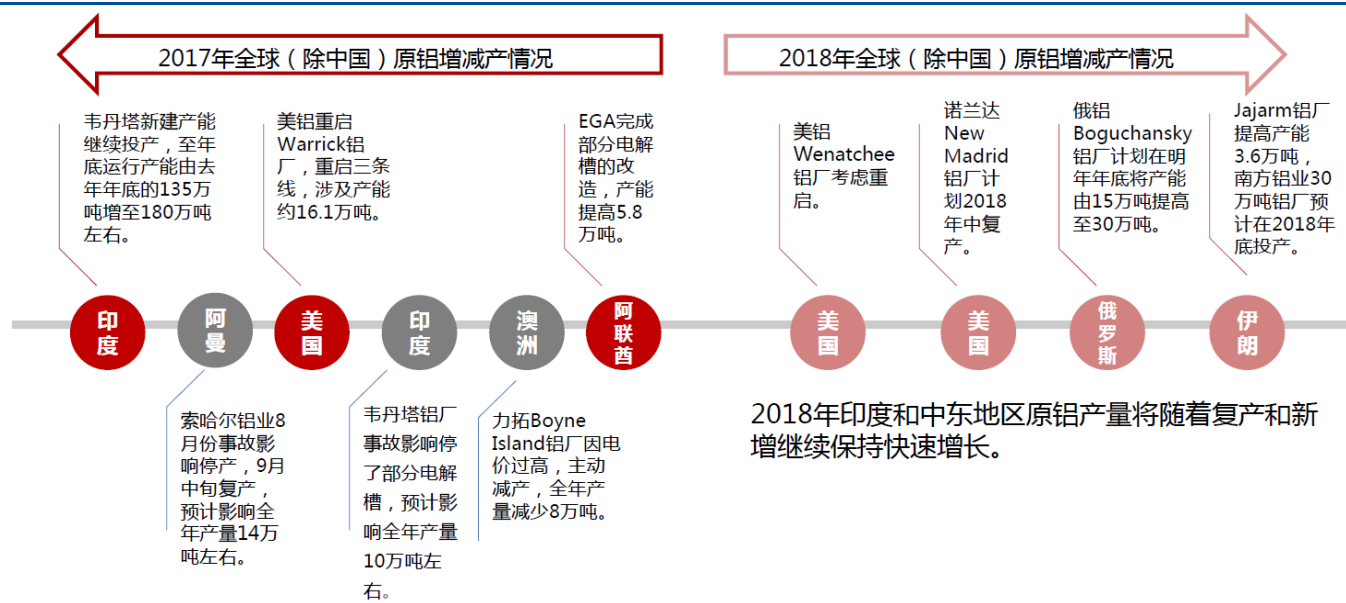 2017年全球（除中国）原铝增减产情况
韦丹塔新建产能
继续投产，至年
底运行产能由去
年年底的135万
吨增至180万吨
左右。
美铝重启
Warrick铝
厂，重启三条
线，涉及产能
约16.1万吨。
EGA完成
部分电解
槽的改
造，产能
提高5.8
万吨。
印
度
阿
曼
美
国
印
度
澳
洲
阿
联
酋
索哈尔铝业8
月份事故影
响停产，9月
中旬复产，
预计影响全
年产量14万
吨左右。
韦丹塔铝厂
事故影响停
了部分电解
槽，预计影
响全年产量
10万吨左
右。
力拓Boyne
Island铝厂因电
价过高，主动
减产，全年产
量减少8万吨。
2018年全球（除中国）原铝增减产情况
美铝
Wenatchee
铝厂考虑重
启。
诺兰达
New
Madrid
铝厂计
划2018
年中复
产。
俄铝
Boguchansky
铝厂计划在明
年年底将产能
由15万吨提高
至30万吨。
Jajarm铝厂
提高产能
3.6万吨，
南方铝业30
万吨铝厂预
计在2018年
底投产。
美
国
美
国
俄
罗
斯
伊
朗
2018年印度和中东地区原铝产量将随着复产和新
增继续保持快速增长。